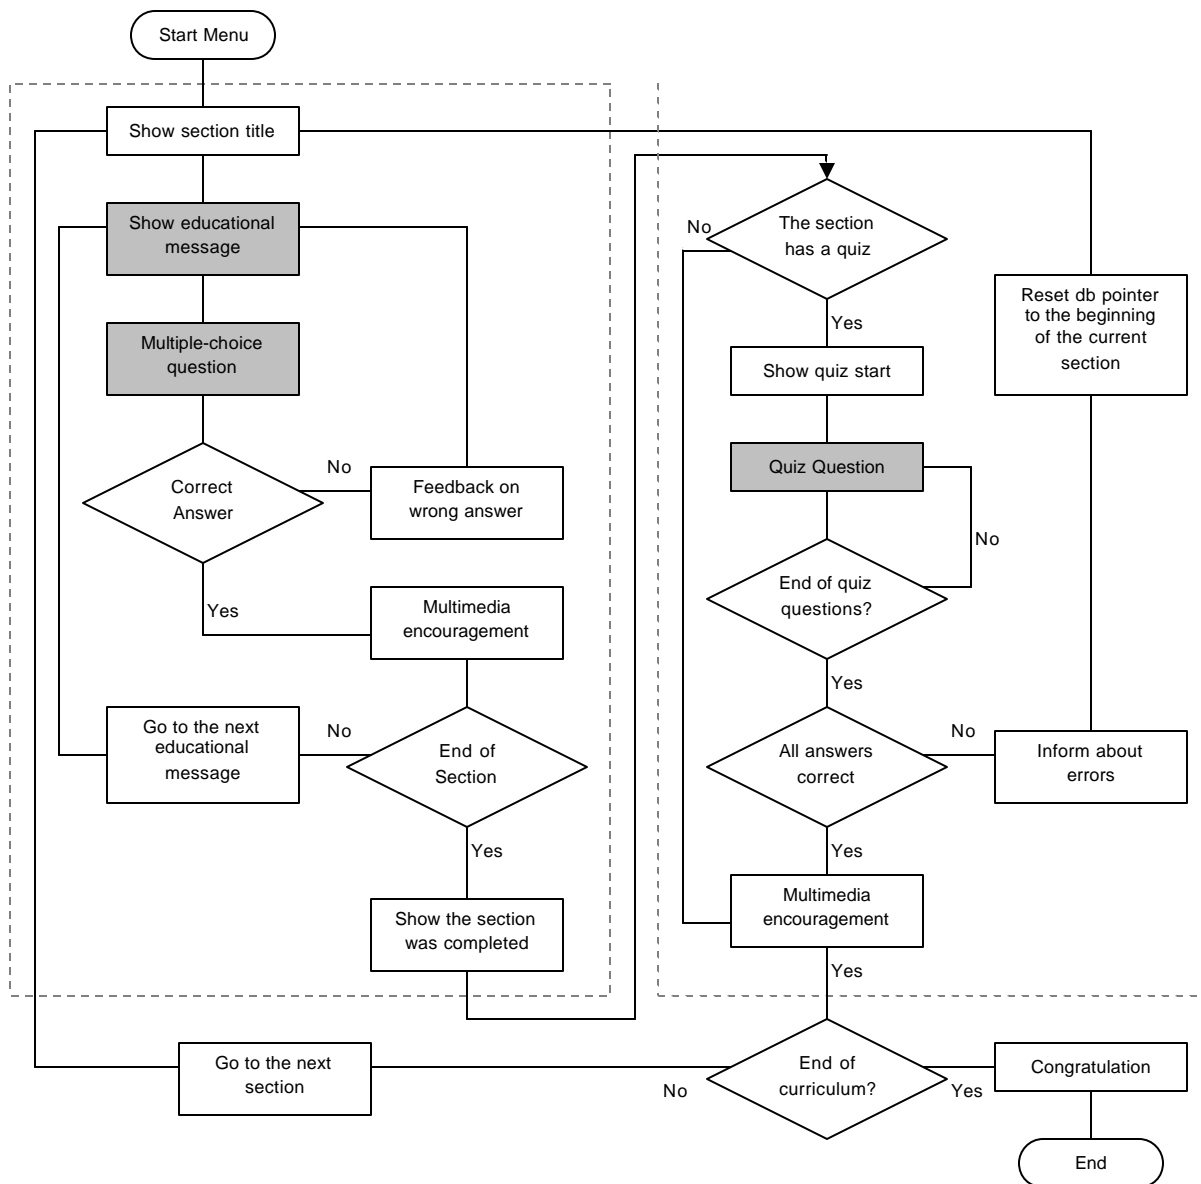 Start Menu
Show section title
Show educational
message
Multiple-choice
question
Correct
Answer
No
Feedback on
wrong answer
Yes
Multimedia
encouragement
Go to the next
educational
message
No
End of
Section
Yes
Show the section
was completed
The section
has a quiz
No
Yes
Show quiz start
Quiz Question
No
End of quiz
questions?
Yes
All answers
correct
No
Inform about
errors
Reset db pointer
to the beginning
of the current
section
Yes
Multimedia
encouragement
Yes
Go to the next
section
No
End of
curriculum?
Yes
Congratulation
End